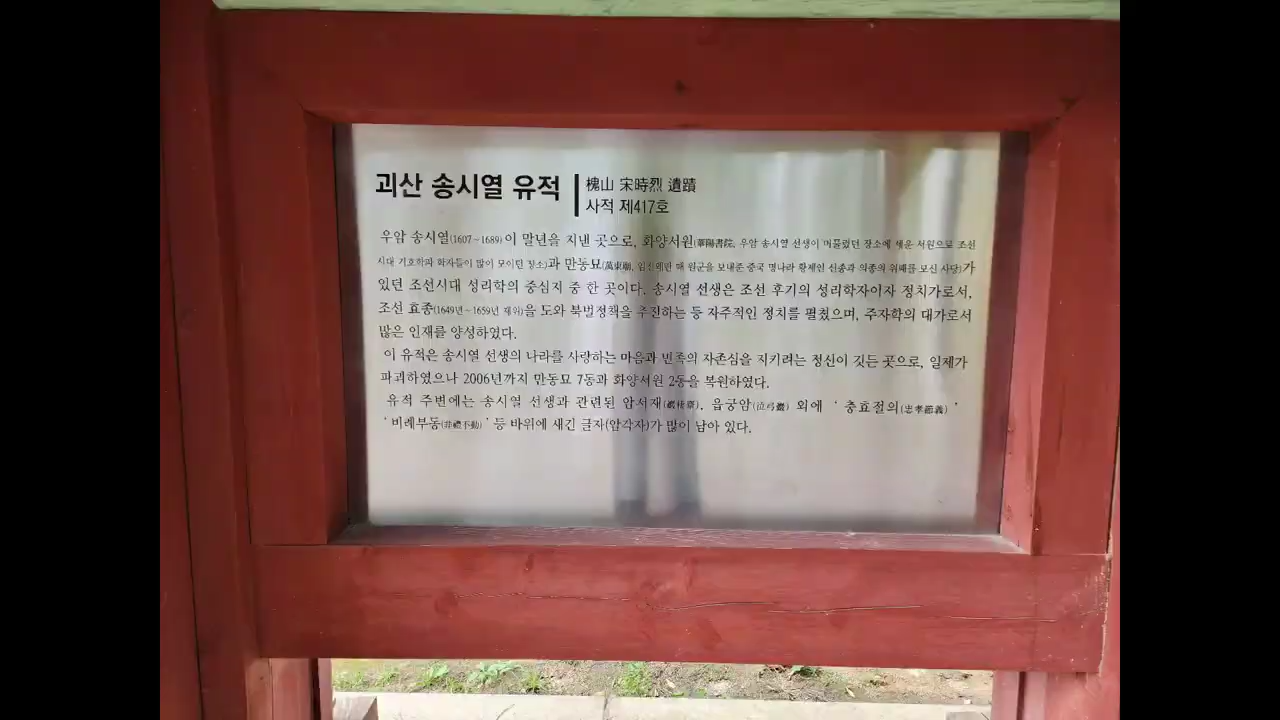 괴산 송시열 유적
槐山 宋時烈 遺蹟
사적 제417호
우암 송시열(1607~1689)이 말년을 지낸 곳으로, 화양서원(華陽書院, 우암 송시열 선생이 머물렀던 장소에 세운 서원으로 조선
시대 기호학파 학자들이 많이 모이던 장소)과 만동묘(萬東廟, 임진왜란 때 원군을 보내준 중국 명나라 황제인 신종과 의종의 위패를 모신 사당)가
있던 조선시대 성리학의 중심지 중 한 곳이다. 송시열 선생은 조선 후기의 성리학자이자 정치가로서,
조선 효종(1649년~1659년 재위)을 도와 북벌정책을 추진하는 등 자주적인 정치를 펼쳤으며, 주자학의 대가로서
많은 인재를 양성하였다.
이 유적은 송시열 선생의 나라를 사랑하는 마음과 민족의 자존심을 지키려는 정신이 깃든 곳으로, 일제가
파괴하였으나 2006년까지 만동묘 7동과 화양서원 2동을 복원하였다.
유적 주변에는 송시열 선생과 관련된 암서재(巖棲齋), 읍궁암(泣弓巖) 외에 ‘충효절의(忠孝節義)’
‘비례부동(非禮不動)’ 등 바위에 새긴 글자(암각자)가 많이 남아 있다.